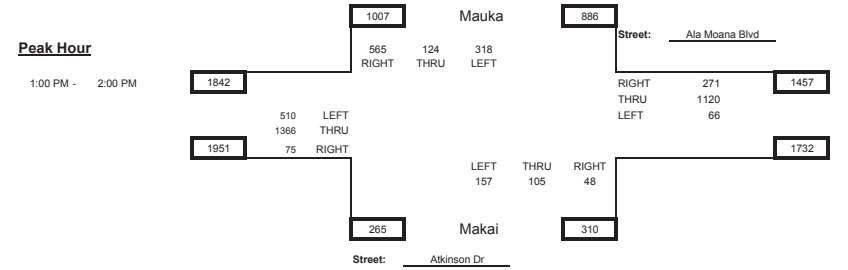 1007 Mauka 886
Street: Ala Moana Blvd
Peak Hour
565 124 318
RIGHT THRU LEFT
1:00 PM - 2:00 PM 1842
RIGHT 271 1457
THRU 1120
LEFT 66
510 LEFT
1366 THRU
1951 75 RIGHT 1732
LEFT THRU RIGHT
157 105 48
265 Makai 310
Street: Atkinson Dr